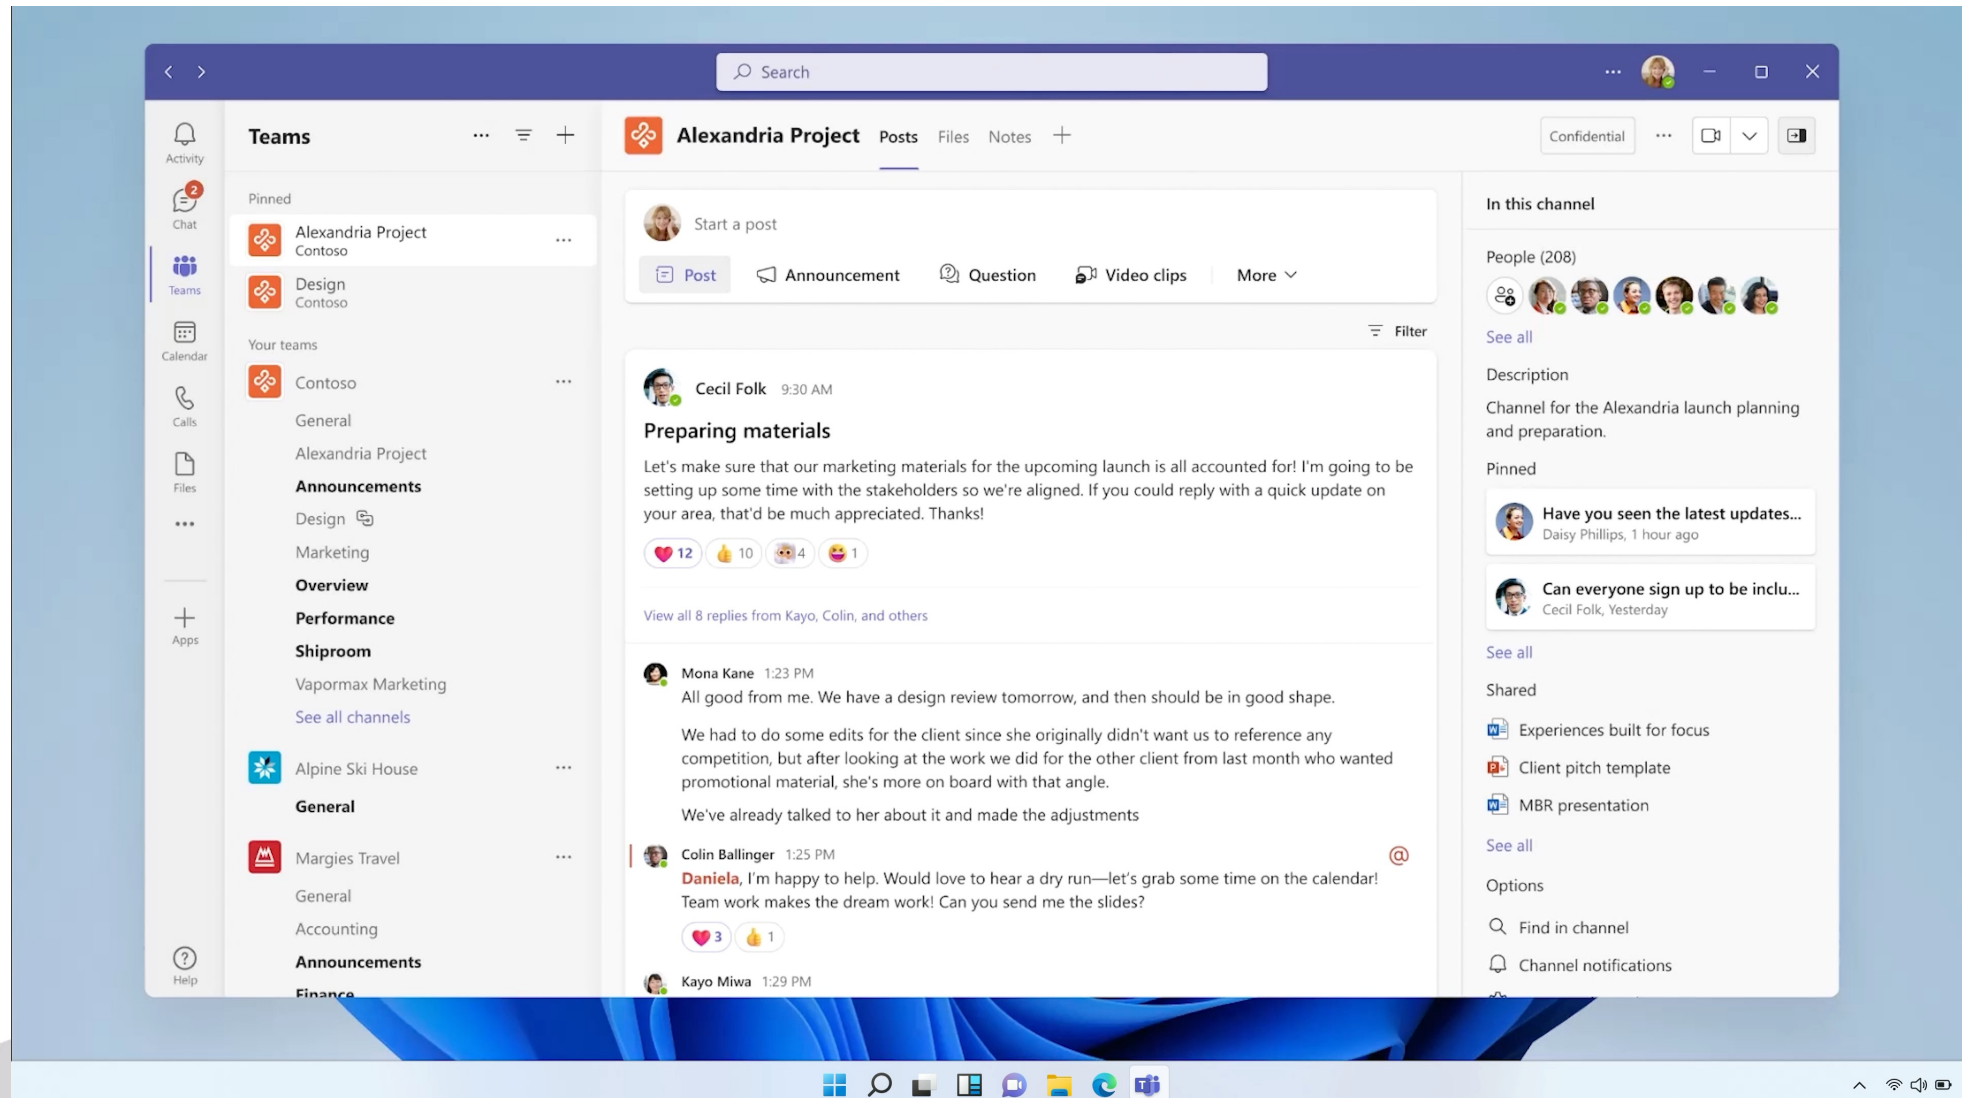 Search
Activity
2
Chat
Teams
Calendar
Calls
Files
Apps
Help
Teams
Pinned
Alexandria Project
Contoso
Design
Contoso
Your teams
Contoso
General
Alexandria Project
Announcements
Design
Marketing
Overview
Performance
Shiproom
Vapormax Marketing
See all channels
Alpine Ski House
General
Margies Travel
General
Accounting
Announcements
Finance
Alexandria Project Posts Files Notes
Confidential
Start a post
Post Announcement Question Video clips More
Filter
Cecil Folk 9:30 AM
Preparing materials
Let's make sure that our marketing materials for the upcoming launch is all accounted for! I'm going to be
setting up some time with the stakeholders so we're aligned. If you could reply with a quick update on
your area, that'd be much appreciated. Thanks!
12 10 4 1
View all 8 replies from Kayo, Colin, and others
Mona Kane 1:23 PM
All good from me. We have a design review tomorrow, and then should be in good shape.
We had to do some edits for the client since she originally didn't want us to reference any
competition, but after looking at the work we did for the other client from last month who wanted
promotional material, she's more on board with that angle.
We've already talked to her about it and made the adjustments
Colin Ballinger 1:25 PM @
Daniela, I'm happy to help. Would love to hear a dry run—let's grab some time on the calendar!
Team work makes the dream work! Can you send me the slides?
3 1
Kayo Miwa 1:29 PM
In this channel
People (208)
See all
Description
Channel for the Alexandria launch planning
and preparation.
Pinned
Have you seen the latest updates...
Daisy Phillips, 1 hour ago
Can everyone sign up to be inclu...
Cecil Folk, Yesterday
See all
Shared
Experiences built for focus
Client pitch template
MBR presentation
See all
Options
Find in channel
Channel notifications